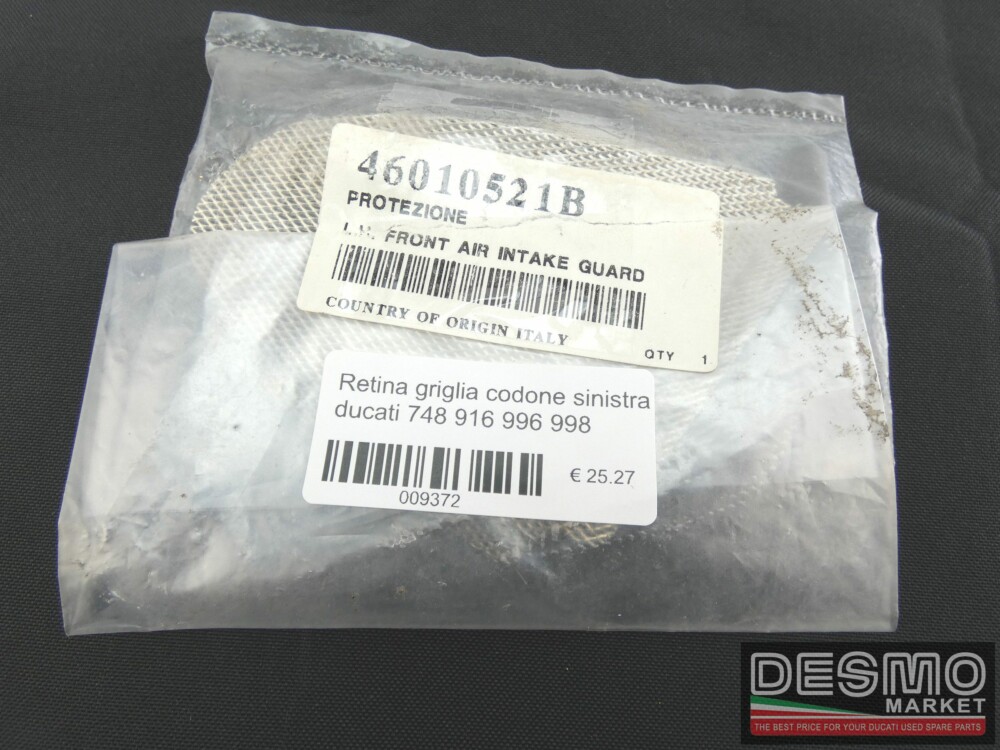 46010521B
PROTEZIONE
L.H. FRONT AIR INTAKE GUARD
COUNTRY OF ORIGIN ITALY
QTY 1
Retina griglia codone sinistra
ducati 748 916 996 998
€ 25.27
009372
DESMO
MARKET
THE BEST PRICE FOR YOUR DUCATI USED SPARE PARTS